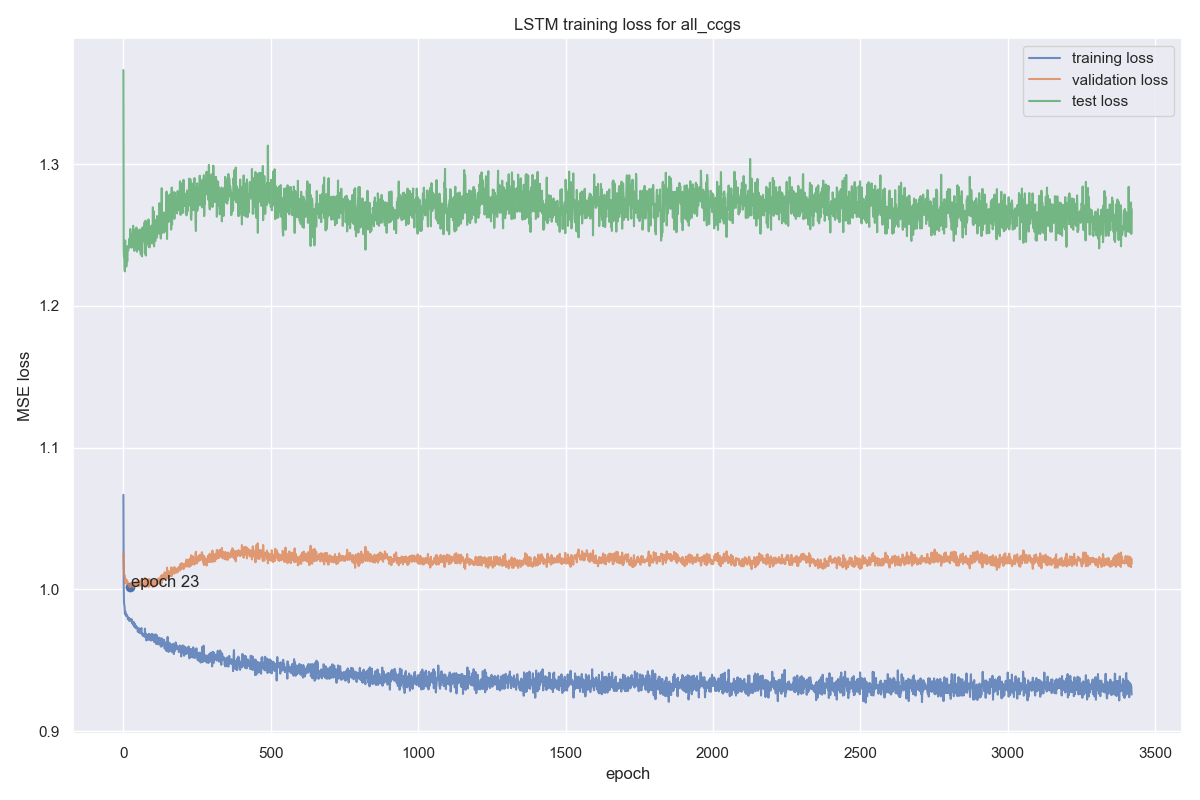 LSTM training loss for all_ccgs
training loss
validation loss
test loss
1.3
1.2
1.1
1.0
0.9
MSE loss
epoch 23
0 500 1000 1500 2000 2500 3000 3500
epoch